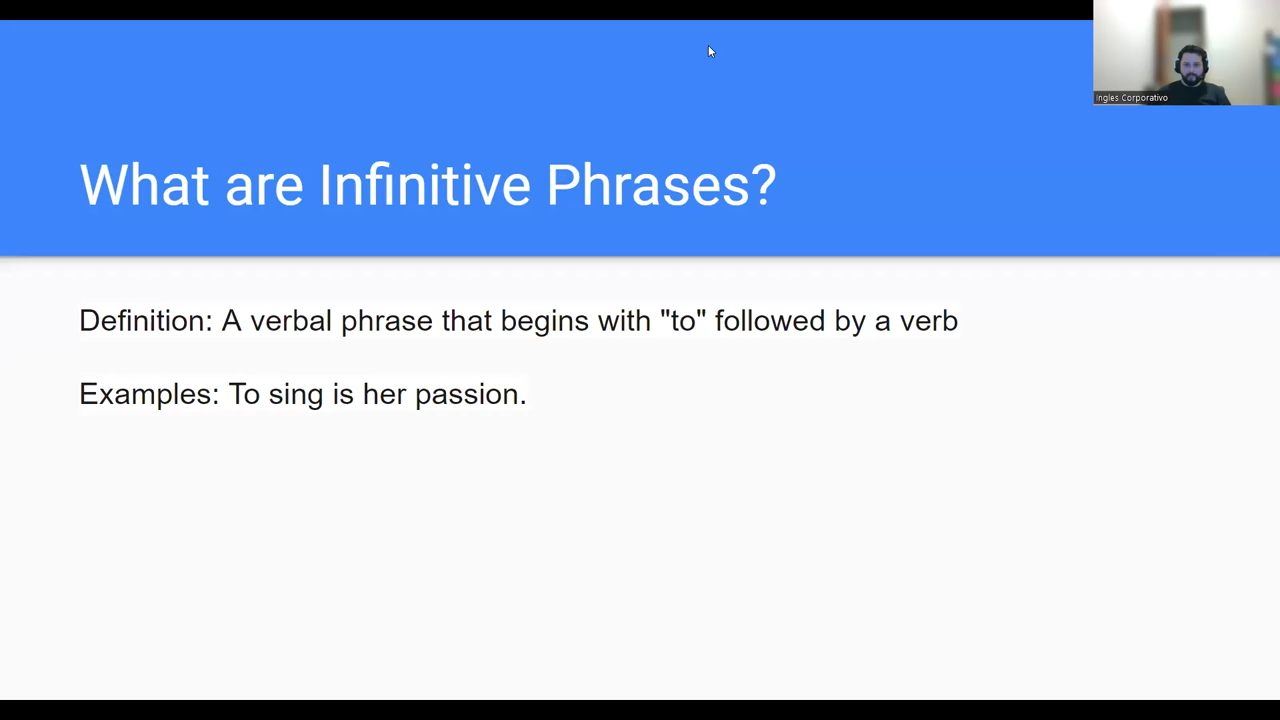 Ingles Corporativo
What are Infinitive Phrases?
Definition: A verbal phrase that begins with "to" followed by a verb
Examples: To sing is her passion.